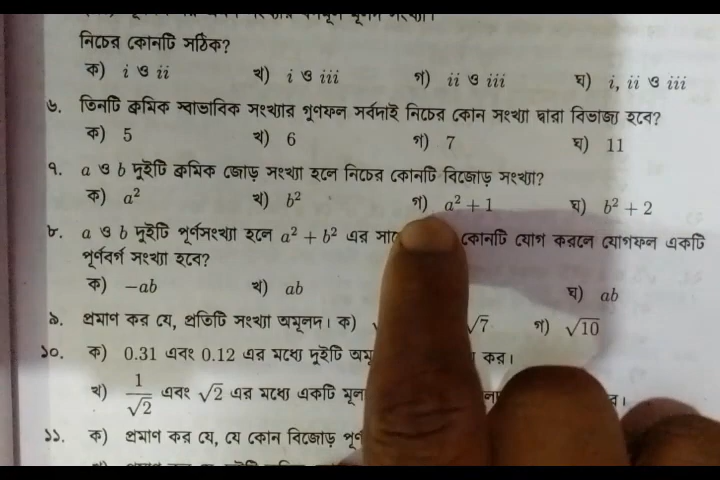 নিচের কোনটি সঠিক?
ক) i ও ii খ) i ও iii গ) ii ও iii ঘ) i, ii ও iii
৬. তিনটি ক্রমিক স্বাভাবিক সংখ্যার গুণফল সর্বদাই নিচের কোন সংখ্যা দ্বারা বিভাজ্য হবে?
ক) 5 খ) 6 গ) 7 ঘ) 11
৭. a ও b দুইটি ক্রমিক জোড় সংখ্যা হলে নিচের কোনটি বিজোড় সংখ্যা?
ক) a² খ) b² গ) a² + 1 ঘ) b² + 2
৮. a ও b দুইটি পূর্ণসংখ্যা হলে a² + b² এর কোনটি যোগ করলে যোগফল একটি
পূর্ণবর্গ সংখ্যা হবে?
ক) −ab খ) ab ঘ) ab
৯. প্রমাণ কর যে, প্রতিটি সংখ্যা অমূলদ। ক) √7 গ) √10
১০. ক) 0.31 এবং 0.12 এর মধ্যে দুইটি কর।
খ) 1/√2 এবং √2 এর মধ্যে একটি
১১. ক) প্রমাণ কর যে, যে কোন বিজোড়